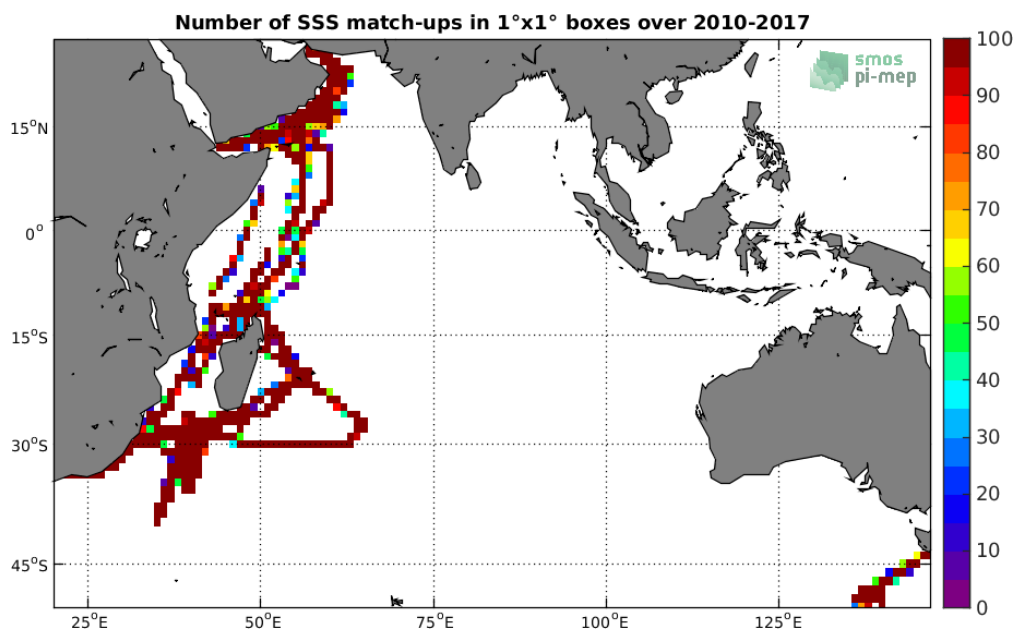 Number of SSS match-ups in 1°x1° boxes over 2010-2017
smos
pi-mep
100
90
80
70
60
50
40
30
20
10
0
15°N
0°
15°S
30°S
45°S
25°E
50°E
75°E
100°E
125°E